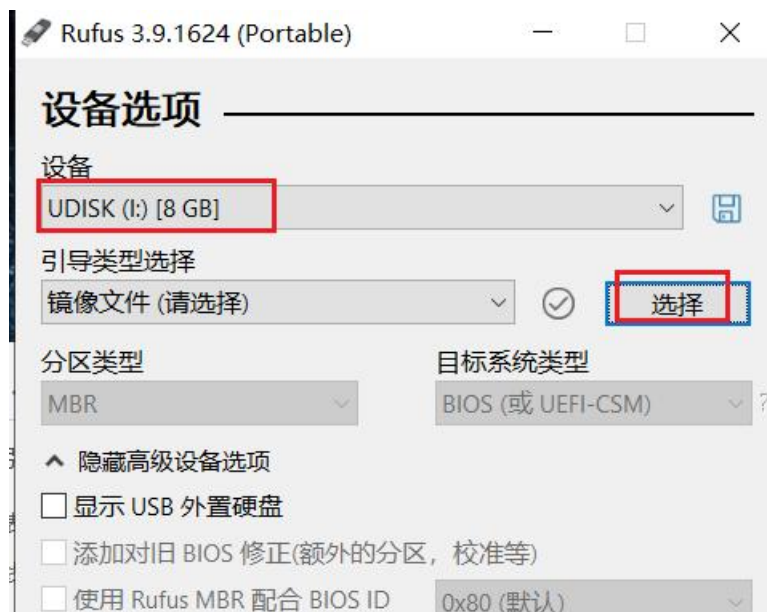 Rufus 3.9.1624 (Portable)
设备选项
设备
UDISK (I:) [8 GB]
引导类型选择
镜像文件 (请选择)
选择
分区类型
目标系统类型
MBR
BIOS (或 UEFI-CSM)
?
隐藏高级设备选项
显示 USB 外置硬盘
添加对旧 BIOS 修正(额外的分区，校准等)
使用 Rufus MBR 配合 BIOS ID
0x80 (默认)